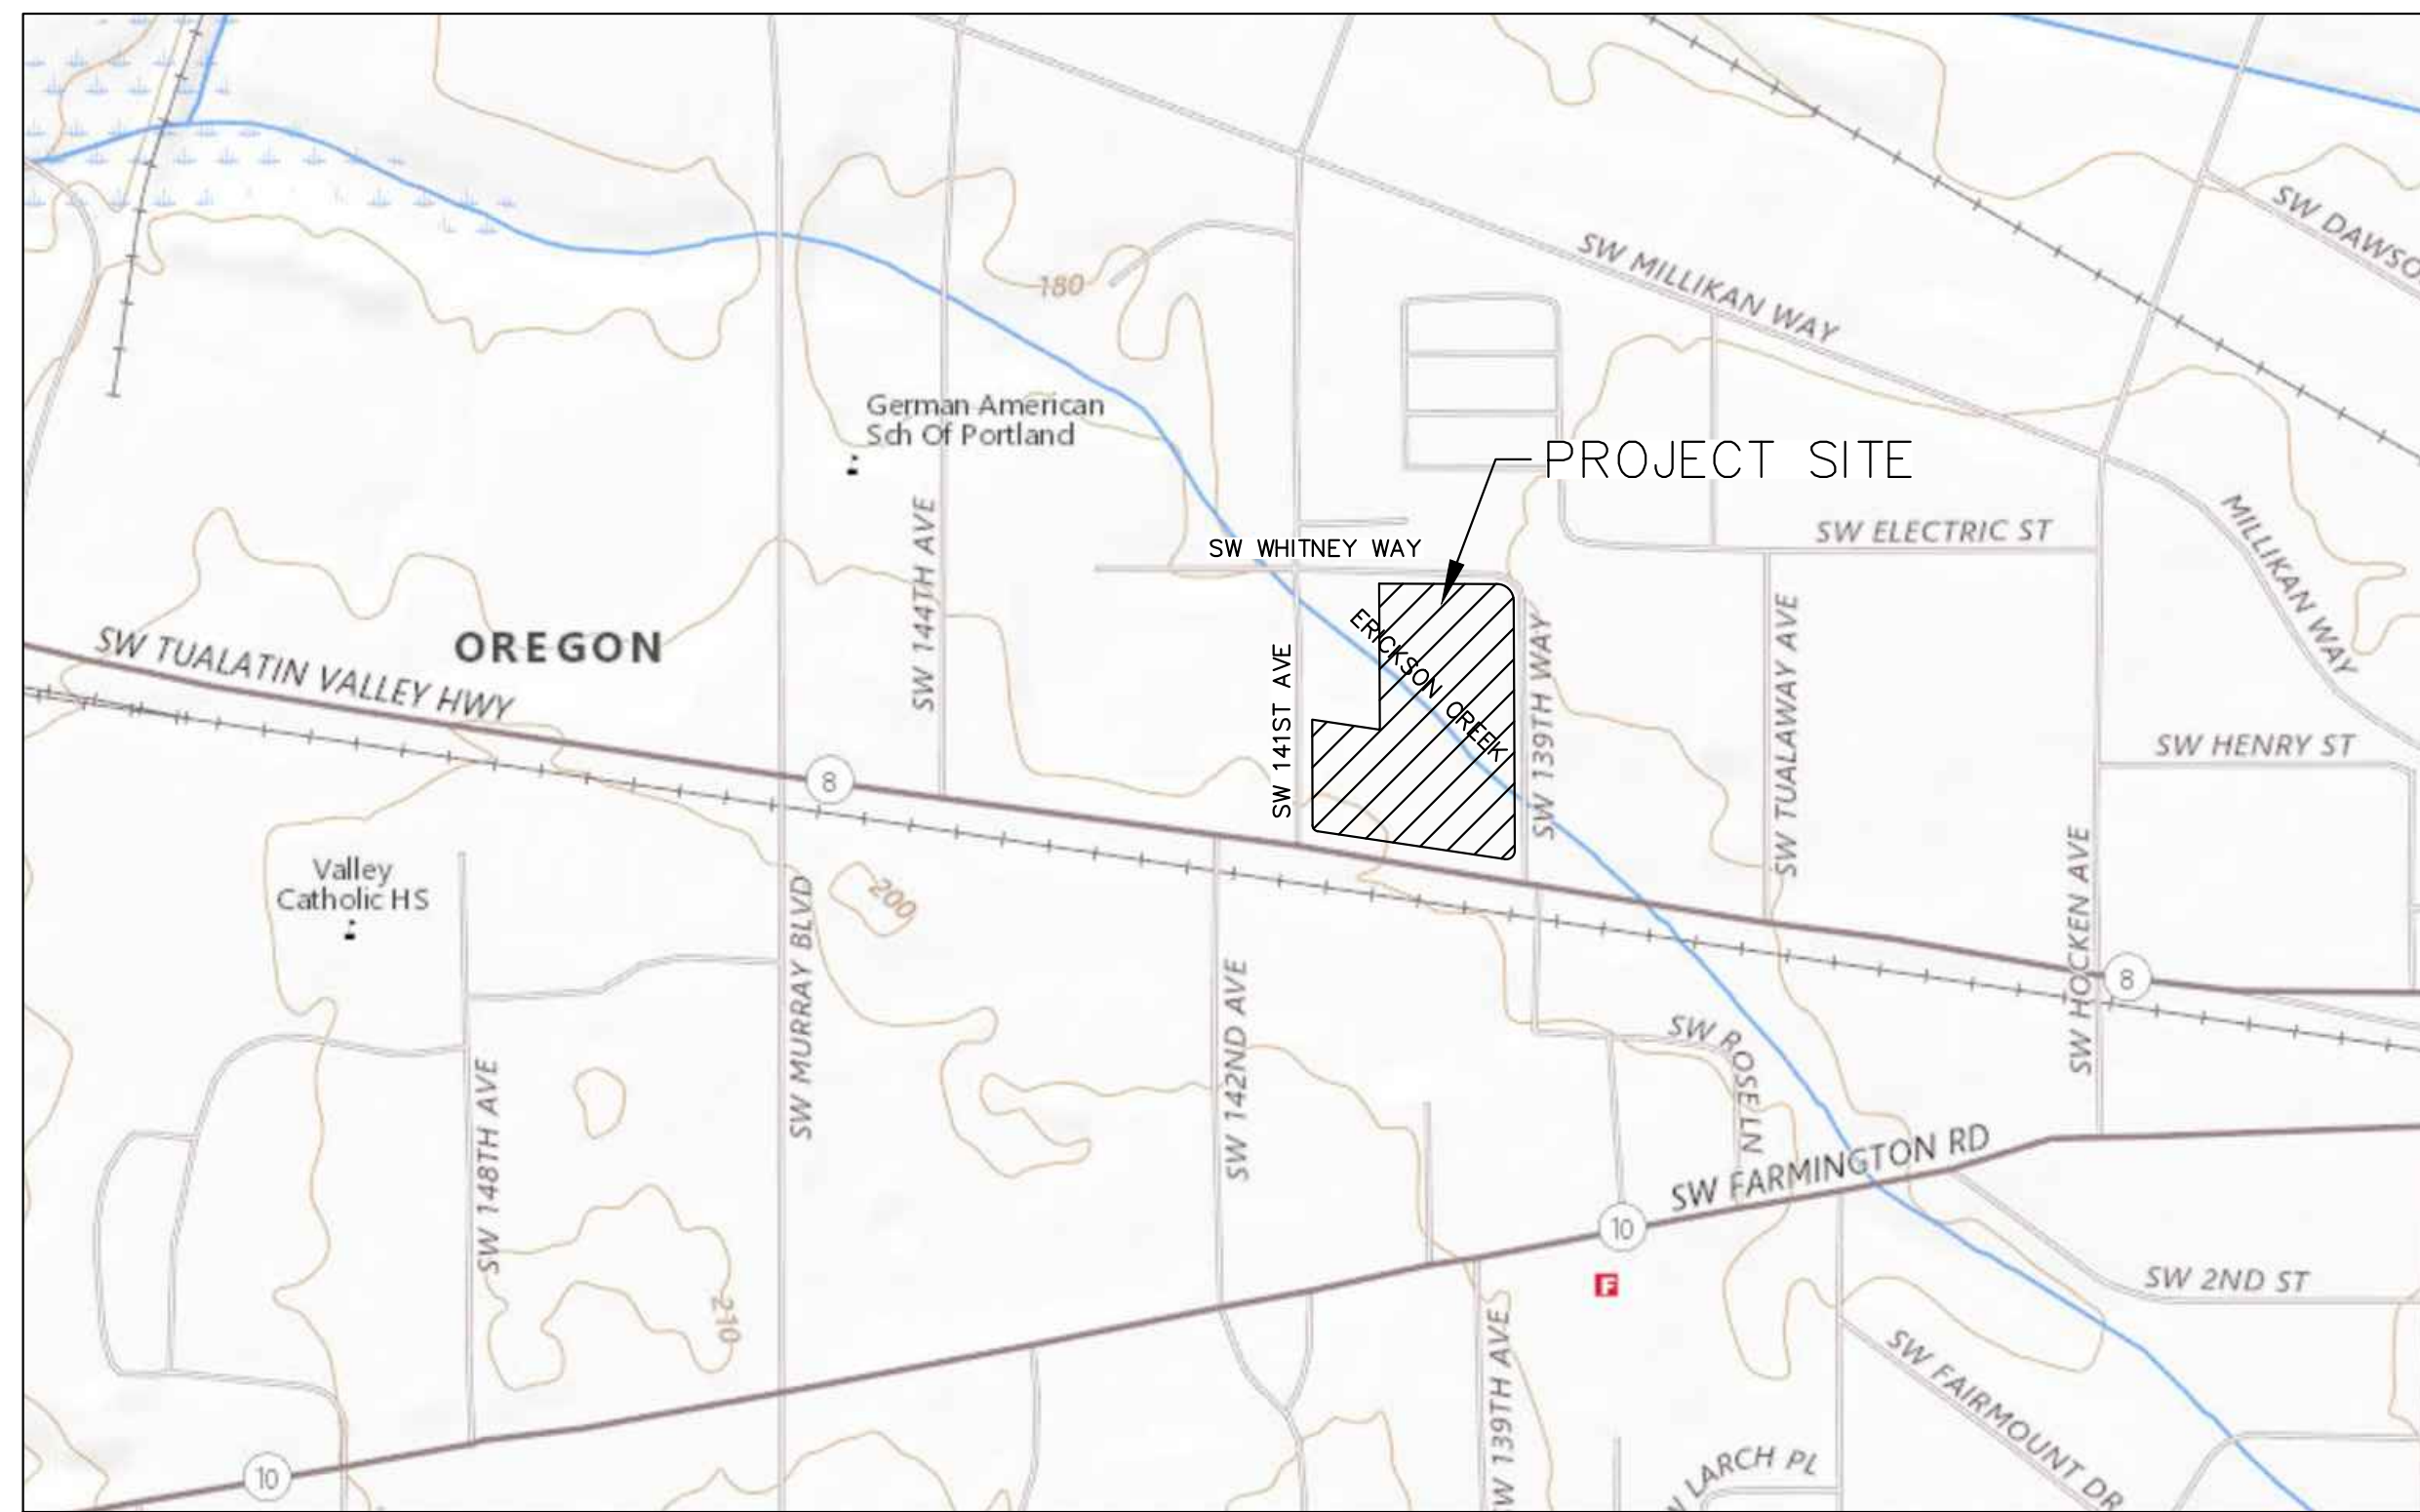 SW DAWSO
SW MILLIKAN WAY
180
German American
Sch Of Portland
PROJECT SITE
MILLIKAN WAY
SW ELECTRIC ST
SW WHITNEY WAY
SW 144TH AVE
ERICKSON CREEK
SW 139TH WAY
SW TUALAWAY AVE
SW TUALATIN VALLEY HWY
OREGON
SW 141ST AVE
SW HENRY ST
8
Valley
Catholic HS
200
SW MURRAY BLVD
SW HOCKEN AVE
8
SW 142ND AVE
SW ROSE LN
SW 148TH AVE
SW FARMINGTON RD
10
F
SW 2ND ST
210
SW 139TH AVE
SW FAIRMOUNT DR
LARCH PL
10